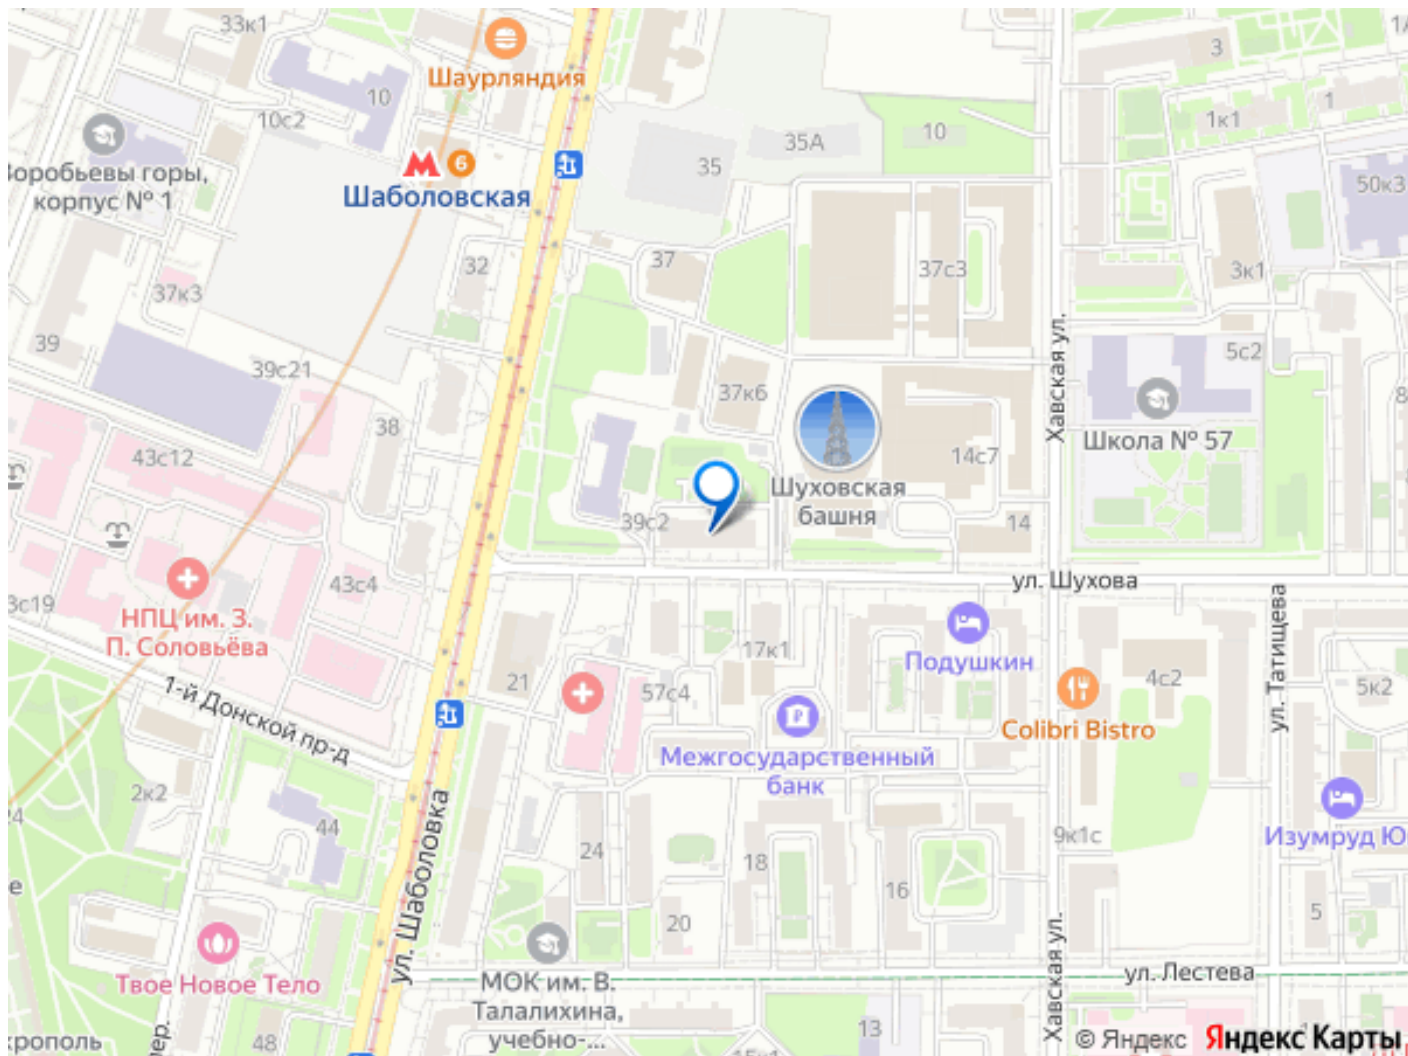 33к1
Шаурляндия
3
10
10с2
35А
10
1
1к1
35
6
Шаболовская
Воробьевы горы,
корпус № 1
50к3
37
32
37с3
3к1
37к3
39
5с2
39с21
37к6
Хавская ул.
38
Школа № 57
43с12
14с7
Шуховская
башня
39с2
14
ул. Шухова
43с4
3с19
НПЦ им. З.
П. Соловьёва
17к1
Подушкин
ул. Татищева
21
57с4
4с2
5к2
1-й Донской пр-д
Colibri Bistro
Межгосударственный
банк
2к2
44
ул. Шаболовка
24
18
9к1с
Изумруд Ю
16
5
20
Твое Новое Тело
МОК им. В.
Талалихина,
учебно-...
ул. Лестева
Хавская ул.
13
48
© Яндекс
Яндекс Карты